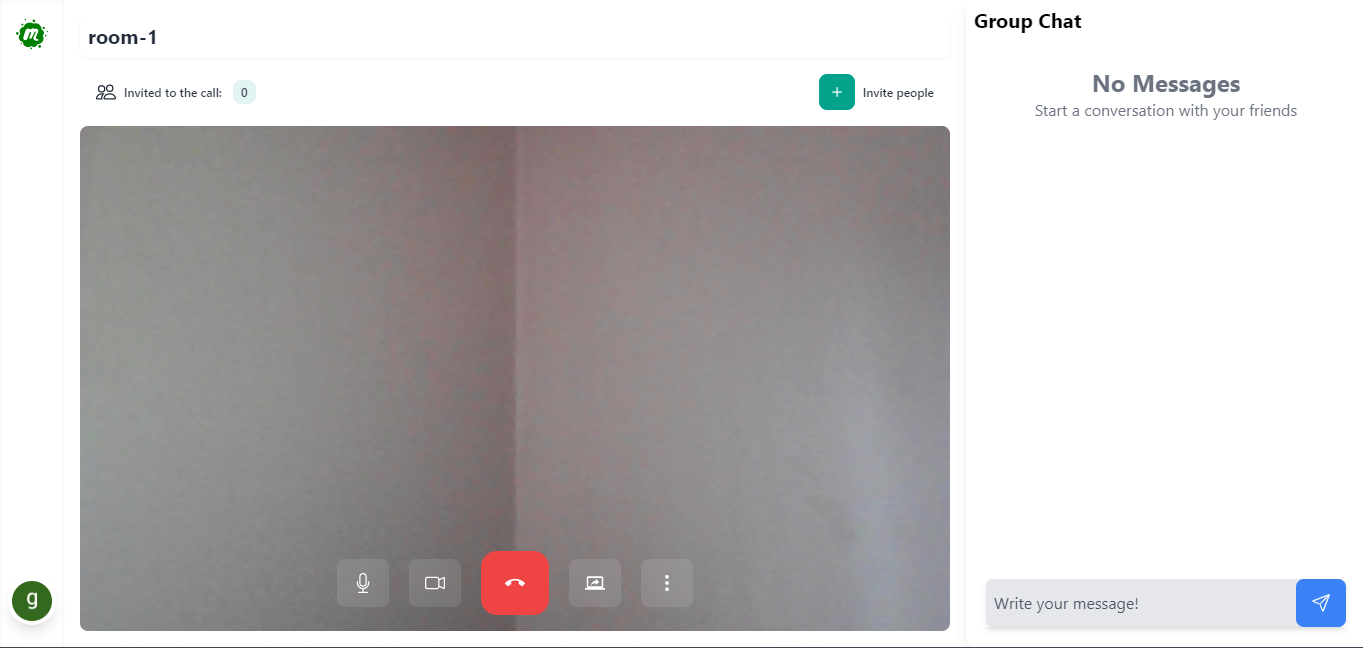 m
room-1
Invited to the call: 0
+ Invite people
g
Group Chat
No Messages
Start a conversation with your friends
Write your message!